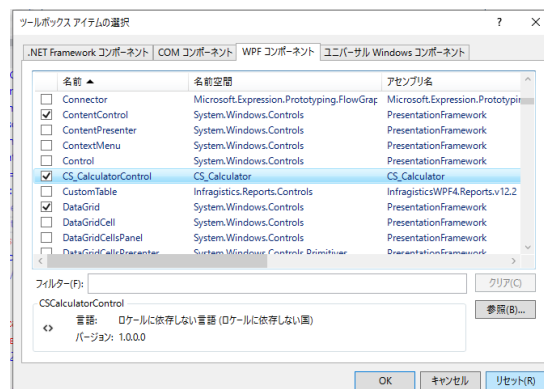 ツールボックス アイテムの選択 ? ×
.NET Framework コンポーネント COM コンポーネント WPF コンポーネント ユニバーサル Windows コンポーネント
名前 名前空間 アセンブリ名
Connector Microsoft.Expression.Prototyping.FlowGrap Microsoft.Expression.Prototypin
ContentControl System.Windows.Controls PresentationFramework
ContentPresenter System.Windows.Controls PresentationFramework
ContextMenu System.Windows.Controls PresentationFramework
Control System.Windows.Controls PresentationFramework
CS_CalculatorControl CS_Calculator CS_Calculator
CustomTable Infragistics.Reports.Controls InfragisticsWPF4.Reports.v12.2
DataGrid System.Windows.Controls PresentationFramework
DataGridCell System.Windows.Controls PresentationFramework
DataGridCellsPanel System.Windows.Controls PresentationFramework
DataGridCellsPresenter System.Windows.Controls.Primitives PresentationFramework
フィルター(F): クリア(C)
CSCalculatorControl 参照(B)...
言語: ロケールに依存しない言語 (ロケールに依存しない国)
バージョン: 1.0.0.0
OK キャンセル リセット(R)